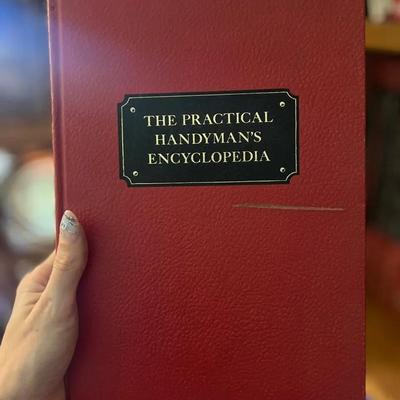 THE PRACTICAL
HANDYMAN'S
ENCYCLOPEDIA